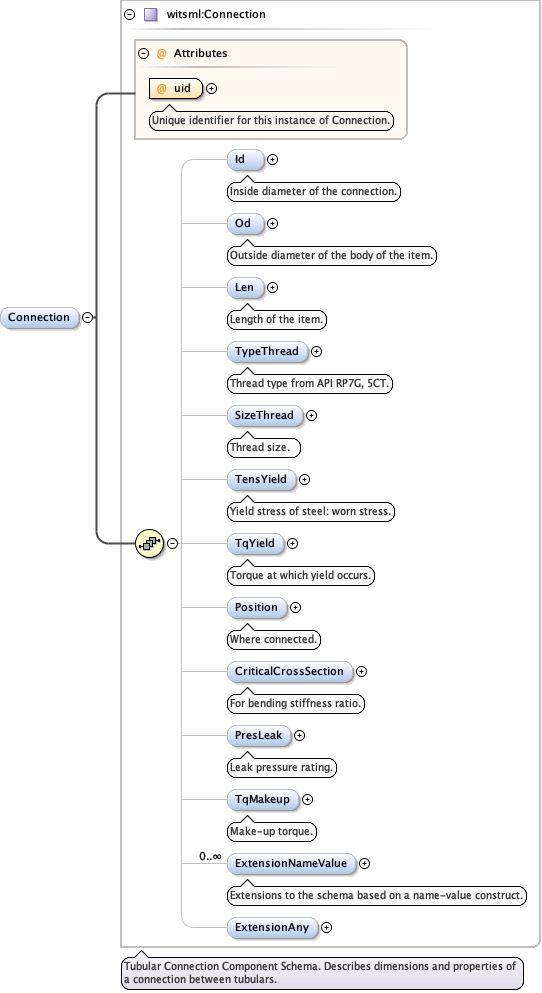 witsml:Connection
@ Attributes
@ uid
Unique identifier for this instance of Connection.
Id
Inside diameter of the connection.
Od
Outside diameter of the body of the item.
Len
Length of the item.
Connection
TypeThread
Thread type from API RP7G, 5CT.
SizeThread
Thread size.
TensYield
Yield stress of steel: worn stress.
TqYield
Torque at which yield occurs.
Position
Where connected.
CriticalCrossSection
For bending stiffness ratio.
PresLeak
Leak pressure rating.
TqMakeup
Make-up torque.
0..∞
ExtensionNameValue
Extensions to the schema based on a name-value construct.
ExtensionAny
Tubular Connection Component Schema. Describes dimensions and properties of
a connection between tubulars.